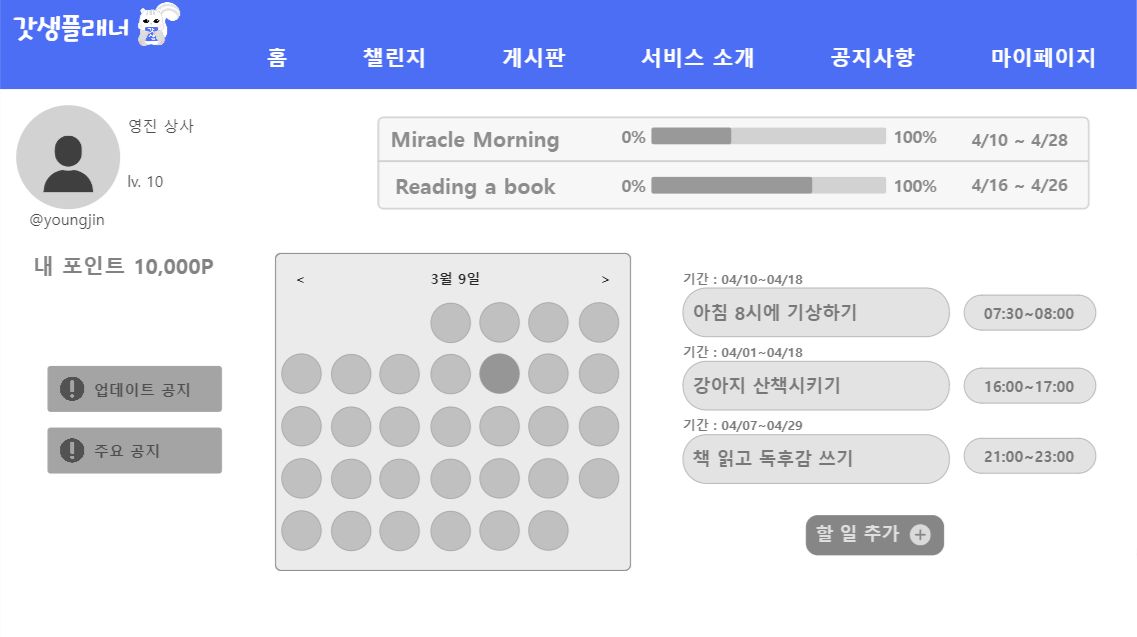 갓생플래너
홈 챌린지 게시판 서비스 소개 공지사항 마이페이지
영진 상사
lv. 10
@youngjin
내 포인트 10,000P
업데이트 공지
주요 공지
Miracle Morning 0% 100% 4/10 ~ 4/28
Reading a book 0% 100% 4/16 ~ 4/26
< 3월 9일 >
기간 : 04/10~04/18
아침 8시에 기상하기 07:30~08:00
기간 : 04/01~04/18
강아지 산책시키기 16:00~17:00
기간 : 04/07~04/29
책 읽고 독후감 쓰기 21:00~23:00
할 일 추가